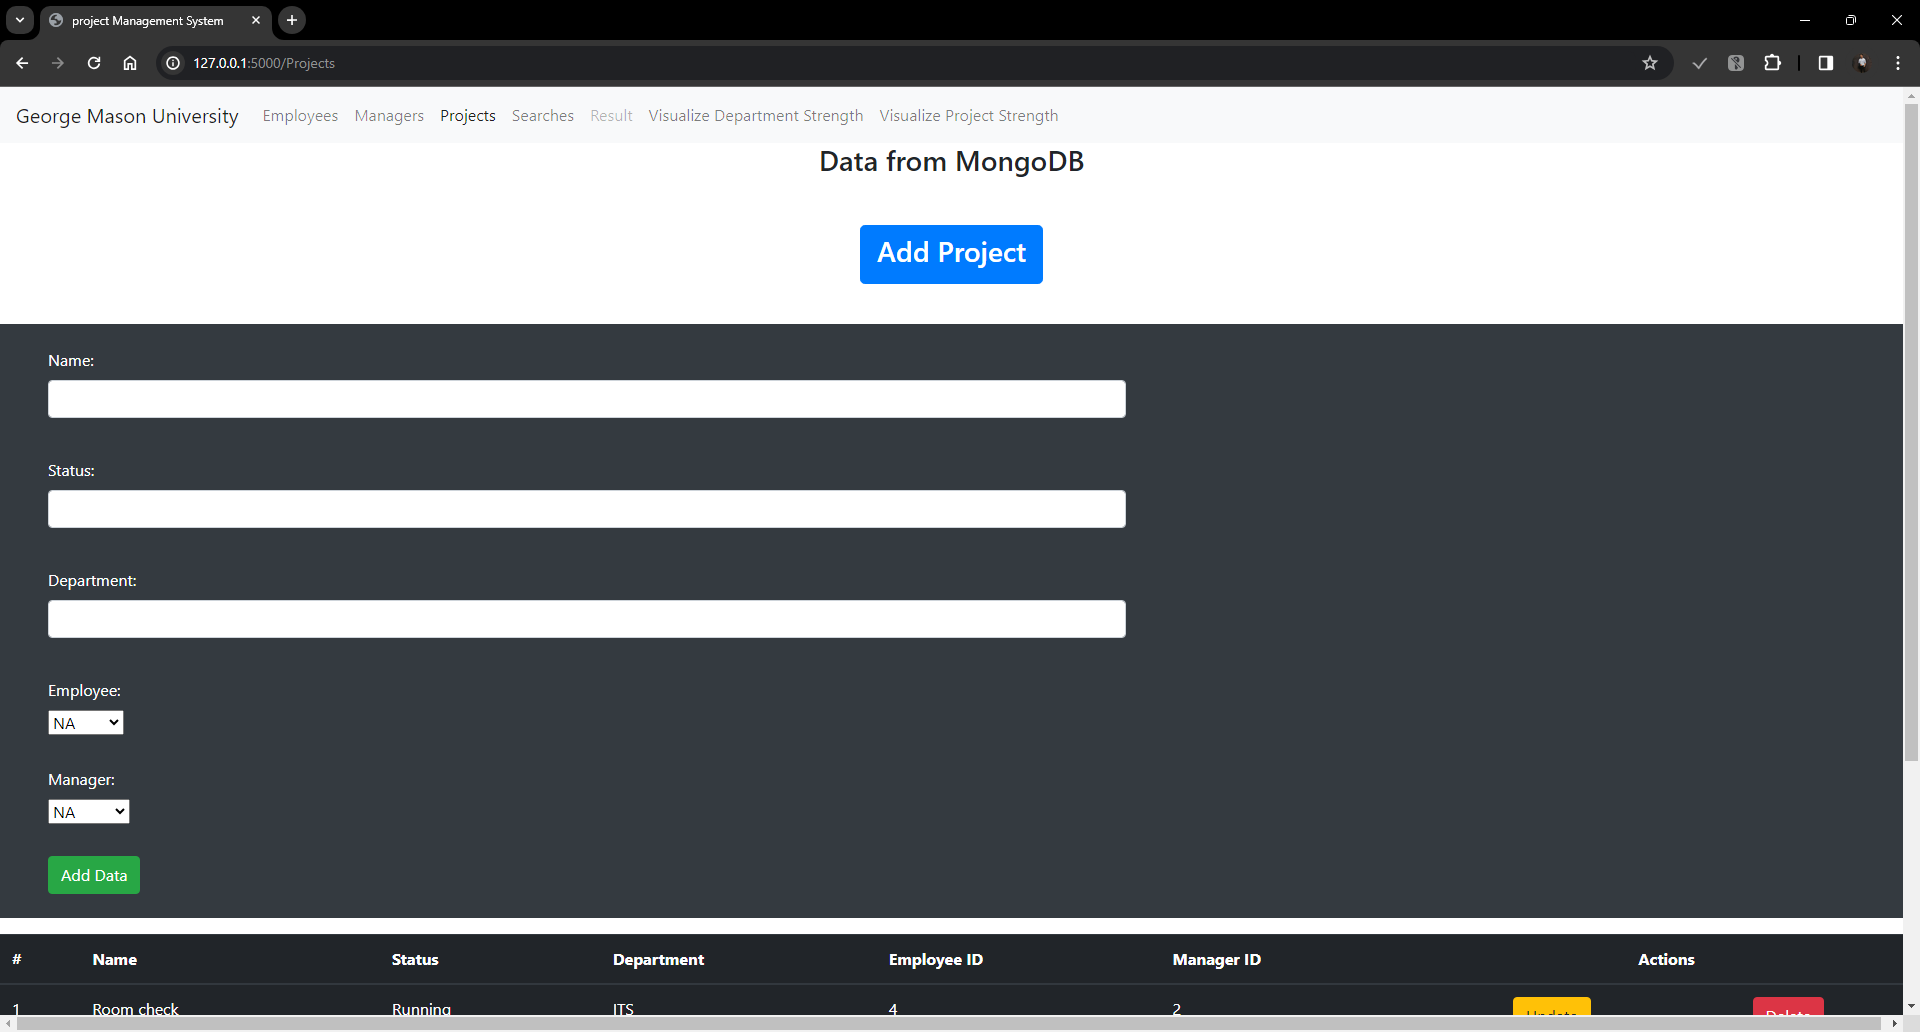 project Management System
127.0.0.1:5000/Projects
George Mason University Employees Managers Projects Searches Result Visualize Department Strength Visualize Project Strength
Data from MongoDB
Add Project
Name:
Status:
Department:
Employee:
NA
Manager:
NA
Add Data
# Name Status Department Employee ID Manager ID Actions
1 Room check Running ITS 4 2 Update Delete